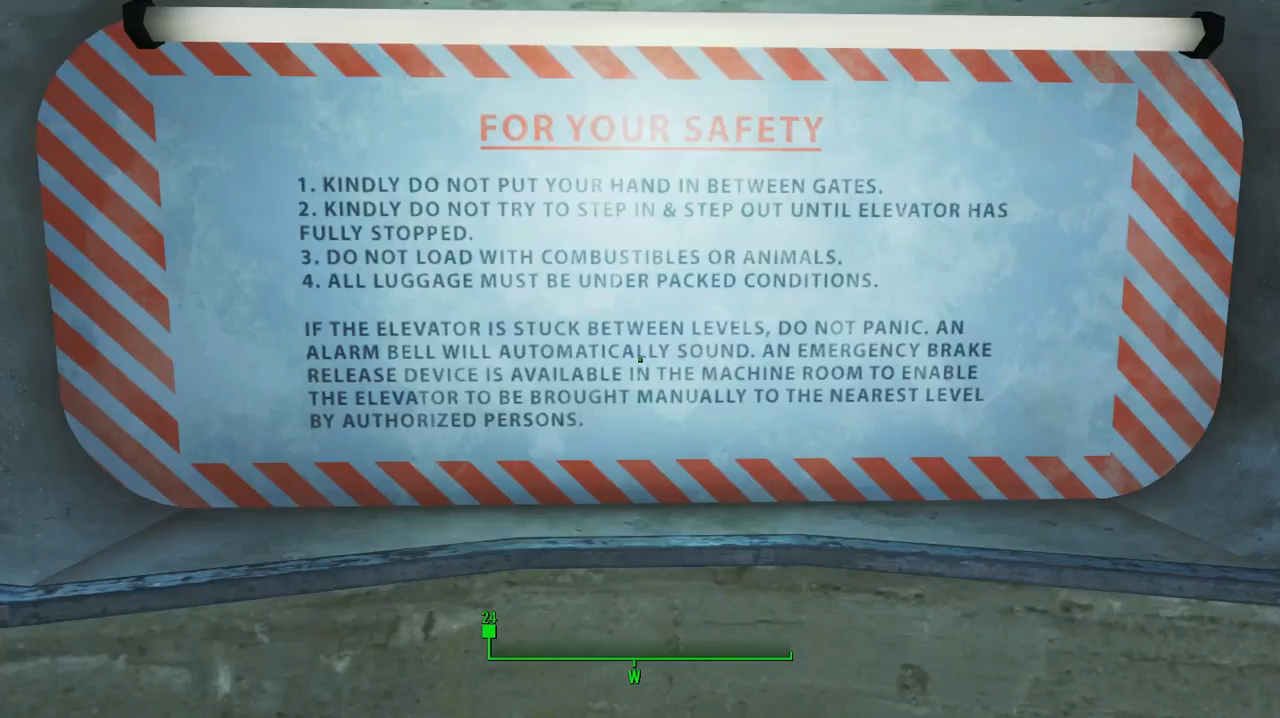 FOR YOUR SAFETY
1. KINDLY DO NOT PUT YOUR HAND IN BETWEEN GATES.
2. KINDLY DO NOT TRY TO STEP IN & STEP OUT UNTIL ELEVATOR HAS
FULLY STOPPED.
3. DO NOT LOAD WITH COMBUSTIBLES OR ANIMALS.
4. ALL LUGGAGE MUST BE UNDER PACKED CONDITIONS.
IF THE ELEVATOR IS STUCK BETWEEN LEVELS, DO NOT PANIC. AN
ALARM BELL WILL AUTOMATICALLY SOUND. AN EMERGENCY BRAKE
RELEASE DEVICE IS AVAILABLE IN THE MACHINE ROOM TO ENABLE
THE ELEVATOR TO BE BROUGHT MANUALLY TO THE NEAREST LEVEL
BY AUTHORIZED PERSONS.
24
W